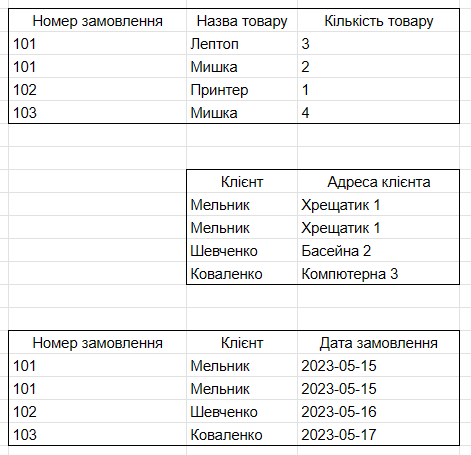 Номер замовлення Назва товару Кількість товару
101 Лептоп 3
101 Мишка 2
102 Принтер 1
103 Мишка 4
Клієнт Адреса клієнта
Мельник Хрещатик 1
Мельник Хрещатик 1
Шевченко Басейна 2
Коваленко Компютерна 3
Номер замовлення Клієнт Дата замовлення
101 Мельник 2023-05-15
101 Мельник 2023-05-15
102 Шевченко 2023-05-16
103 Коваленко 2023-05-17